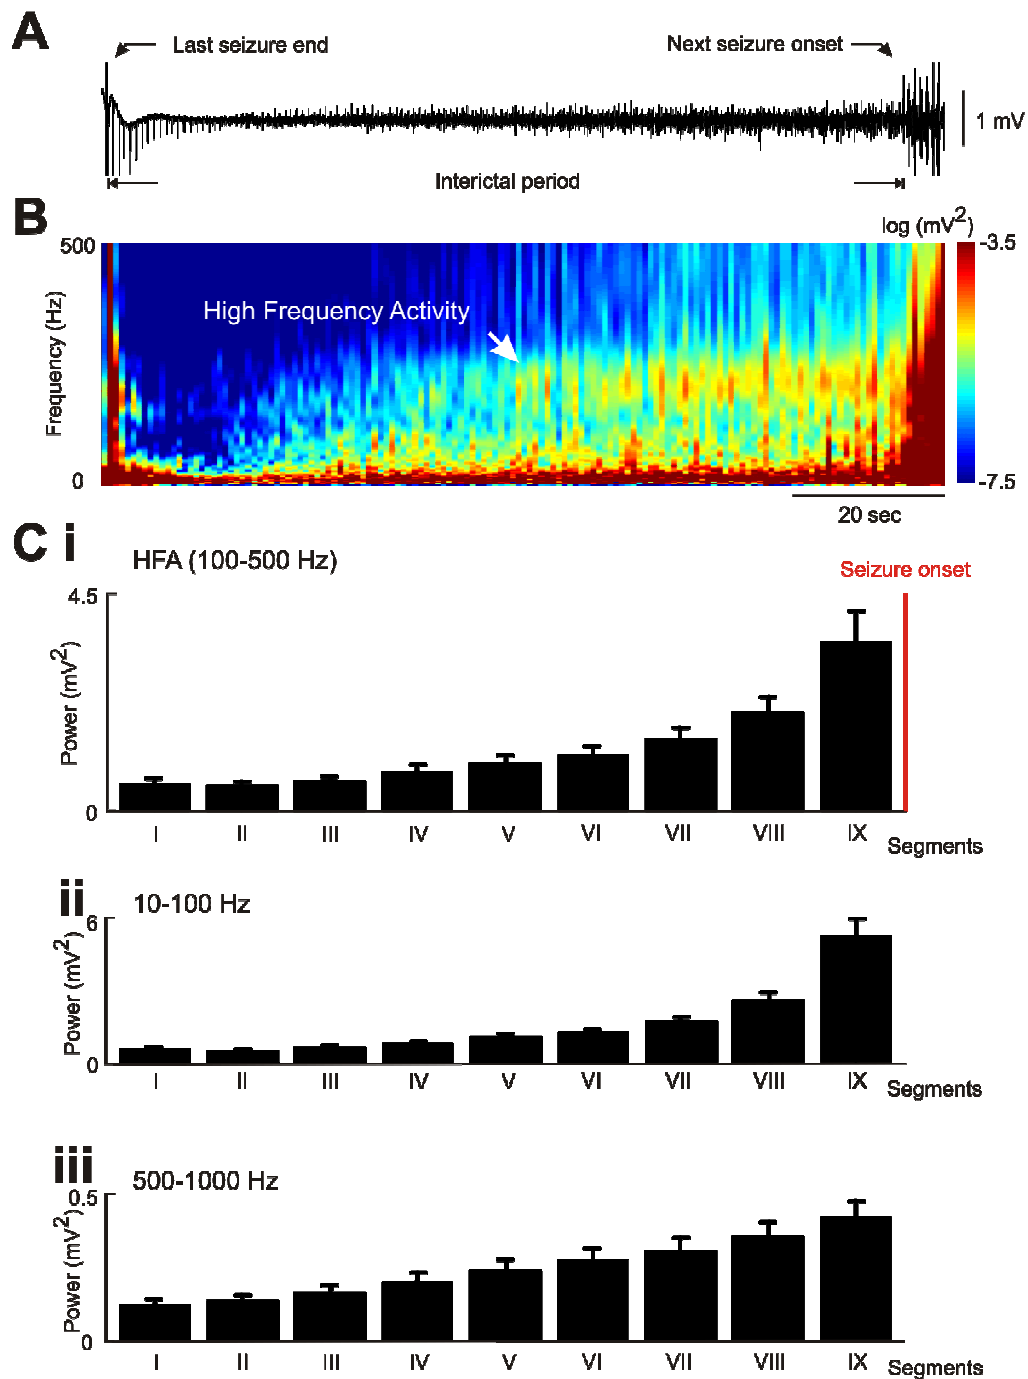 A
Last seizure end
Next seizure onset
1 mV
Interictal period
B
log (mV2)
500
-3.5
High Frequency Activity
Frequency (Hz)
0
-7.5
20 sec
C i
HFA (100-500 Hz)
Seizure onset
4.5
Power (mV2)
0
I II III IV V VI VII VIII IX Segments
ii
10-100 Hz
6
Power (mV2)
0
I II III IV V VI VII VIII IX Segments
iii
500-1000 Hz
0.5
Power (mV2)
0
I II III IV V VI VII VIII IX Segments